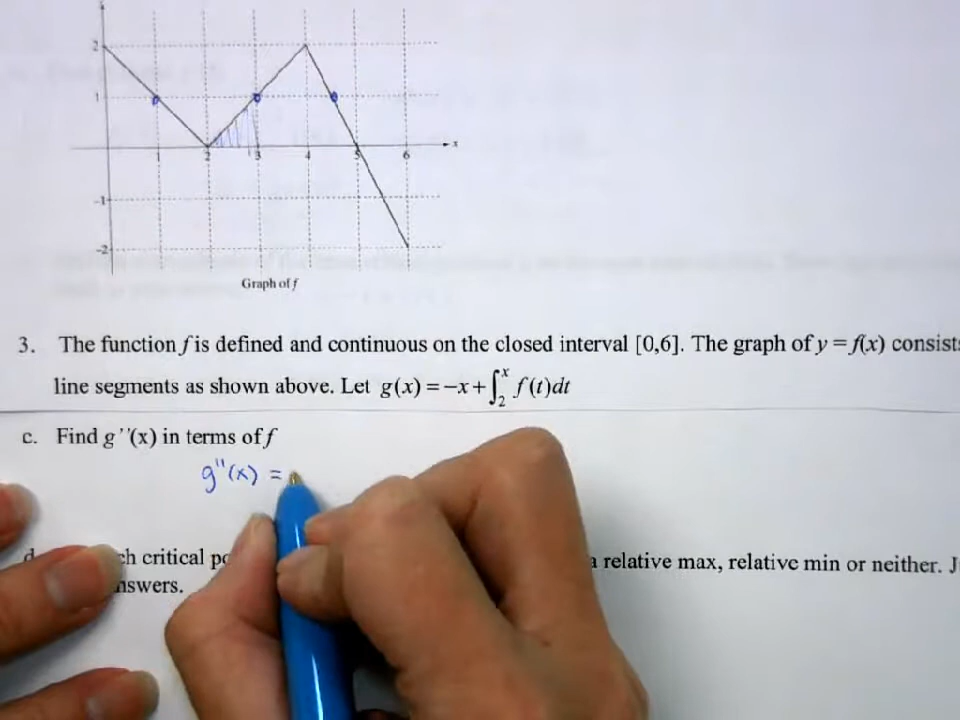 2
1
1 2 3 4 5 6 x
-1
-2
Graph of f
3. The function f is defined and continuous on the closed interval [0,6]. The graph of y = f(x)
line segments as shown above. Let g(x) = −x + ∫₂ˣ f(t)dt
c. Find g''(x) in terms of f
g''(x) =
critical a relative max, relative min or neither.